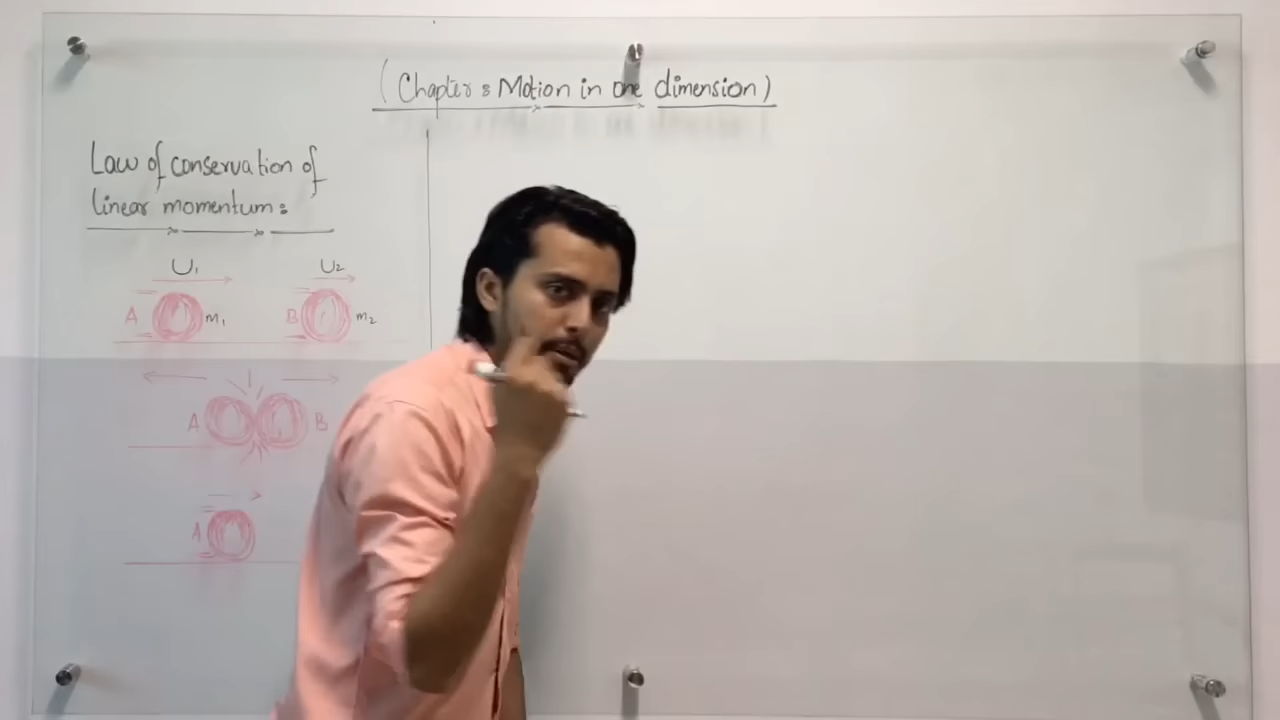 (Chapter : Motion in one dimension)
Law of conservation of
linear momentum :
U1 U2
A m1 B m2
A B
A